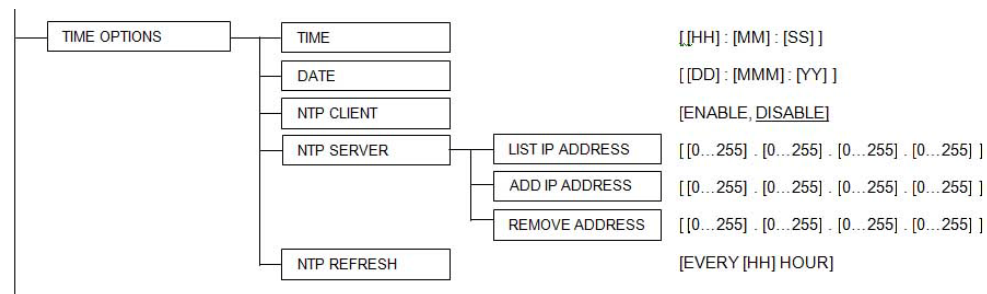 TIME OPTIONS TIME [ [HH] : [MM] : [SS] ]
DATE [ [DD] : [MMM] : [YY] ]
NTP CLIENT [ENABLE, DISABLE]
NTP SERVER LIST IP ADDRESS [ [0...255] . [0...255] . [0...255] . [0...255] ]
ADD IP ADDRESS [ [0...255] . [0...255] . [0...255] . [0...255] ]
REMOVE ADDRESS [ [0...255] . [0...255] . [0...255] . [0...255] ]
NTP REFRESH [EVERY [HH] HOUR]